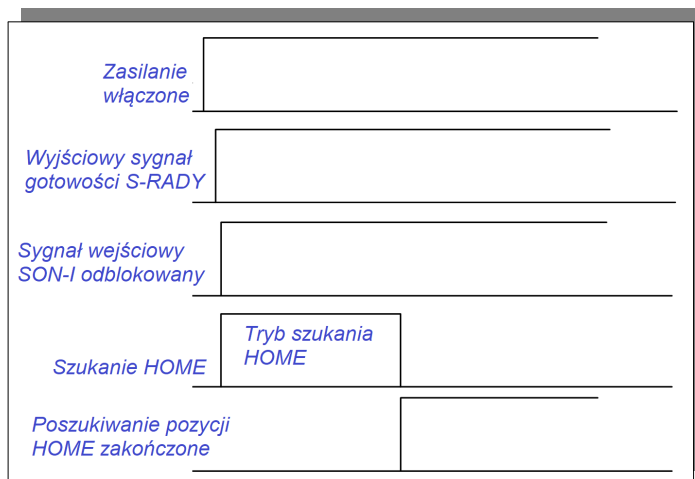 Zasilanie
włączone
Wyjściowy sygnał
gotowości S-RADY
Sygnał wejściowy
SON-I odblokowany
Tryb szukania
HOME
Szukanie HOME
Poszukiwanie pozycji
HOME zakończone